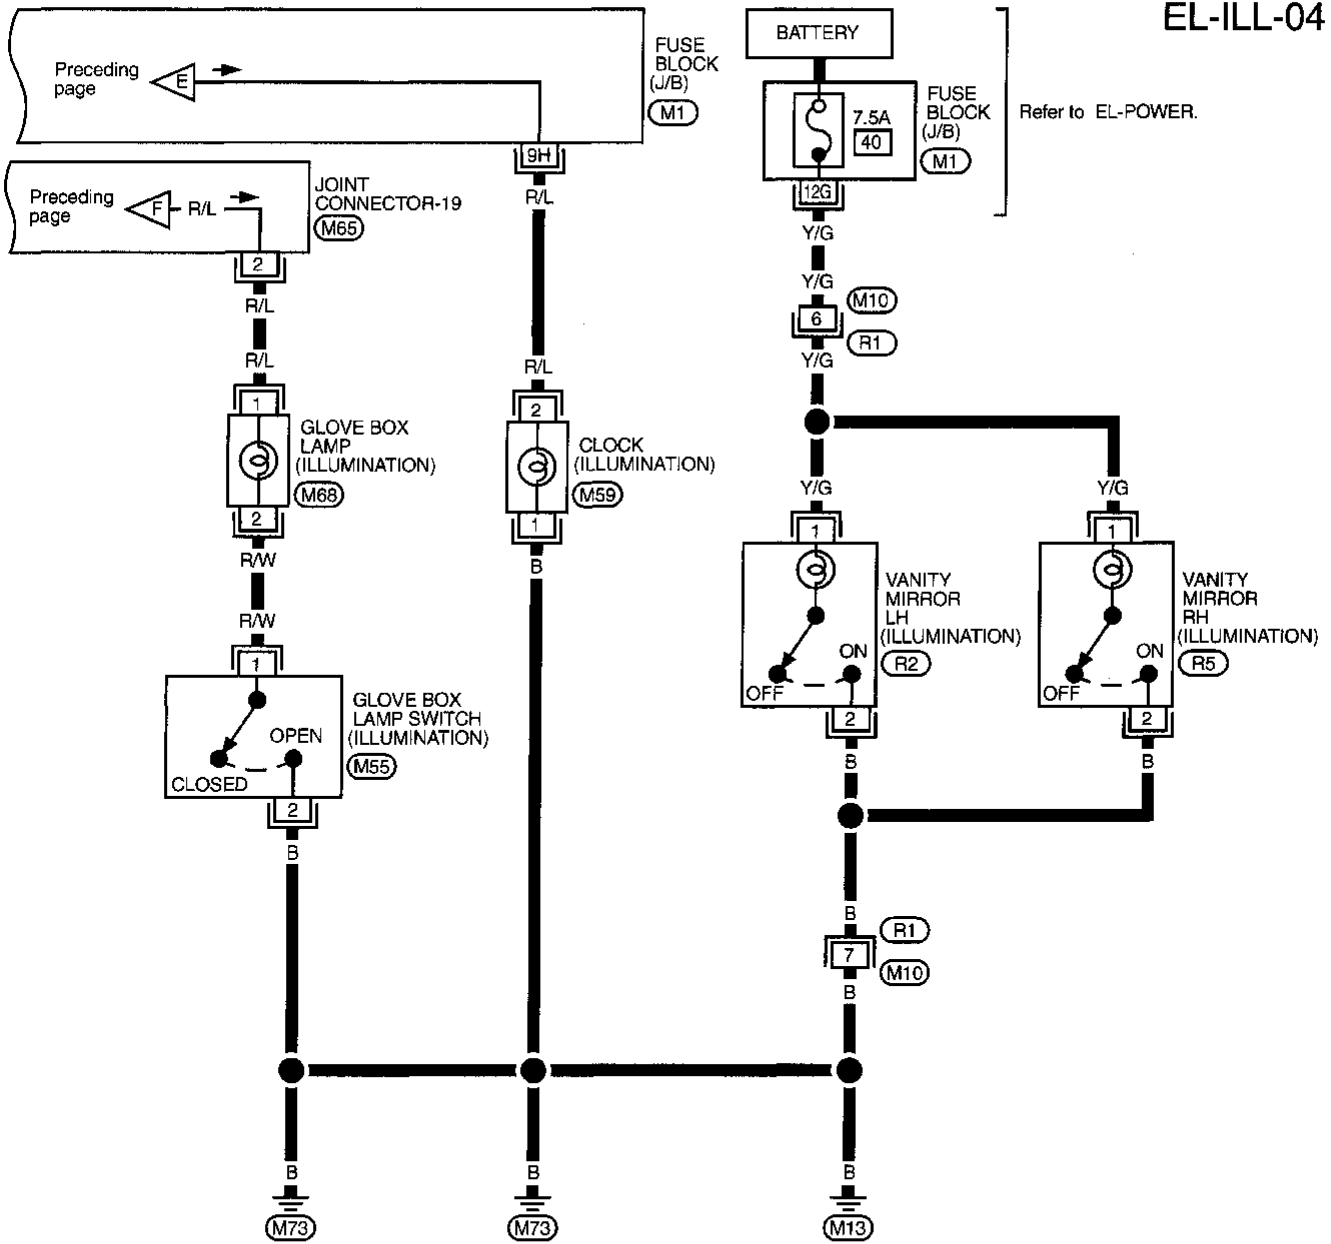 EL-ILL-04
Preceding
page
E
FUSE
BLOCK
(J/B)
M1
9H
R/L
R/L
Preceding
page
F
R/L
JOINT
CONNECTOR-19
M65
2
R/L
R/L
1
GLOVE BOX
LAMP
(ILLUMINATION)
M68
2
R/W
R/W
1
GLOVE BOX
LAMP SWITCH
(ILLUMINATION)
M55
OPEN
CLOSED
2
B
B
M73
2
CLOCK
(ILLUMINATION)
M59
1
B
B
M73
BATTERY
7.5A
40
FUSE
BLOCK
(J/B)
M1
Refer to EL-POWER.
12G
Y/G
Y/G
6
M10
R1
Y/G
Y/G
Y/G
1
VANITY
MIRROR
LH
(ILLUMINATION)
R2
ON
OFF
2
B
1
VANITY
MIRROR
RH
(ILLUMINATION)
R5
ON
OFF
2
B
B
7
R1
M10
B
B
M13